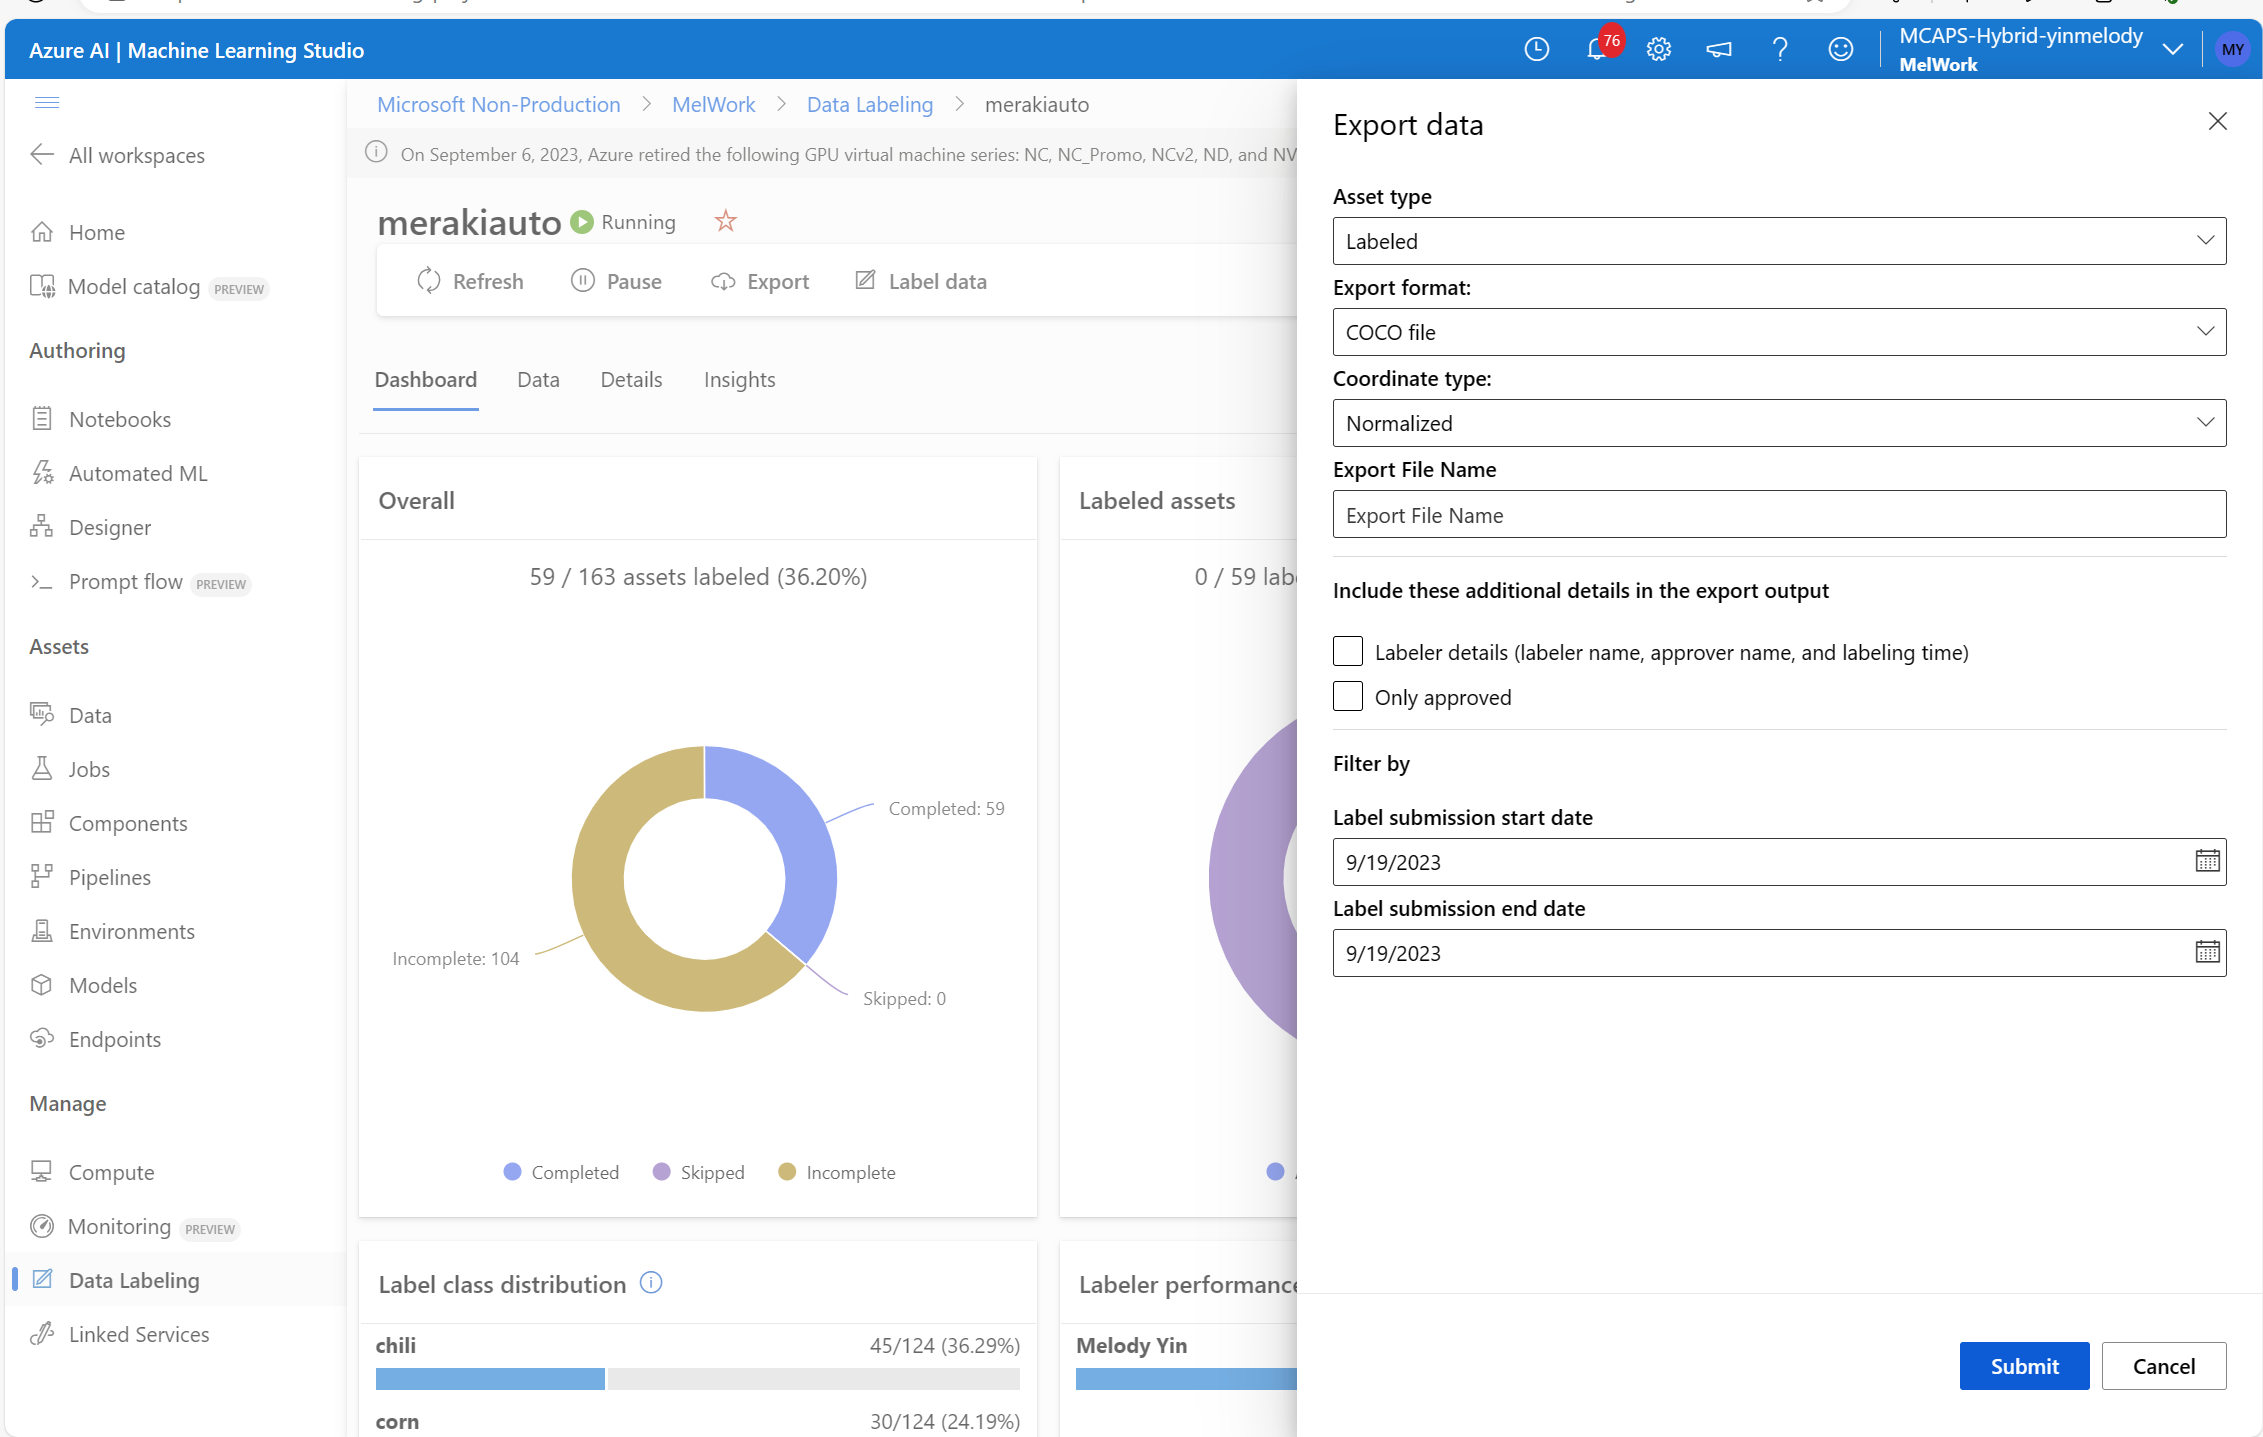 Azure AI | Machine Learning Studio
76
MCAPS-Hybrid-yinmelody
MelWork
MY
All workspaces
Home
Model catalog PREVIEW
Authoring
Notebooks
Automated ML
Designer
Prompt flow PREVIEW
Assets
Data
Jobs
Components
Pipelines
Environments
Models
Endpoints
Manage
Compute
Monitoring PREVIEW
Data Labeling
Linked Services
Microsoft Non-Production > MelWork > Data Labeling > merakiauto
On September 6, 2023, Azure retired the following GPU virtual machine series: NC, NC_Promo, NCv2, ND, and NV
merakiauto Running
Refresh Pause Export Label data
Dashboard Data Details Insights
Overall
59 / 163 assets labeled (36.20%)
Completed: 59
Incomplete: 104
Skipped: 0
Completed Skipped Incomplete
Labeled assets
0 / 59
Label class distribution
chili 45/124 (36.29%)
corn 30/124 (24.19%)
Labeler performance
Melody Yin
Export data
Asset type
Labeled
Export format:
COCO file
Coordinate type:
Normalized
Export File Name
Export File Name
Include these additional details in the export output
Labeler details (labeler name, approver name, and labeling time)
Only approved
Filter by
Label submission start date
9/19/2023
Label submission end date
9/19/2023
Submit Cancel